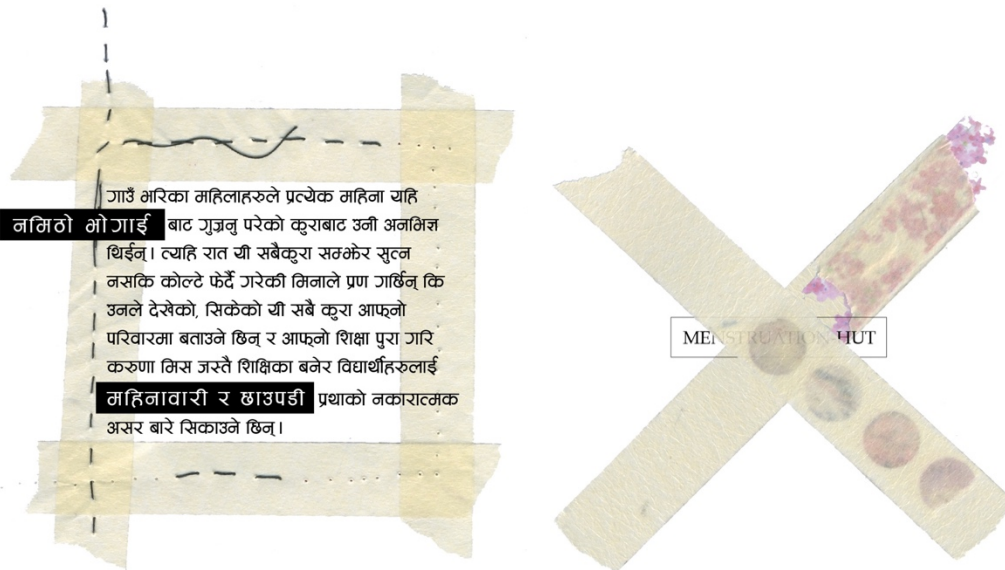 गाउँ भरिका महिलाहरुले प्रत्येक महिना यहि
नमिठो भोगाई बाट गुज्रनु परेको कुराबाट उनी अनभिज्ञ
थिईन् । त्यहि रात यी सबैकुरा सम्झेर सुत्न
नसकि कोल्टे फेर्दै गरेकी मिनाले प्रण गर्छिन् कि
उनले देखेको, सिकेको यी सबै कुरा आफ्नो
परिवारमा बताउने छिन् र आफ्नो शिक्षा पुरा गरि
करुणा मिस जस्तै शिक्षिका बनेर विद्यार्थीहरुलाई
महिनावारी र छाउपडी प्रथाको नकारात्मक
असर बारे सिकाउने छिन् ।
MENSTRUATION HUT